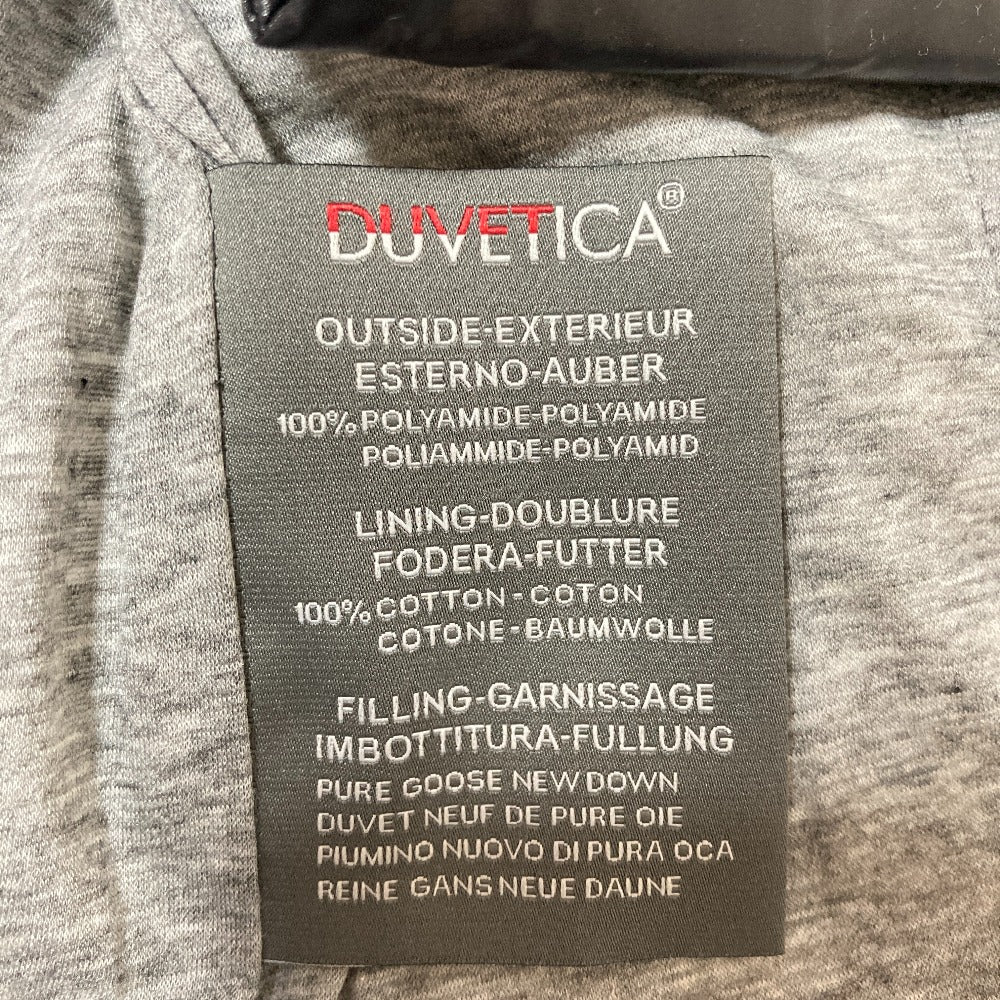 DUVETICA®
OUTSIDE-EXTERIEUR
ESTERNO-AUBER
100% POLYAMIDE-POLYAMIDE
POLIAMMIDE-POLYAMID
LINING-DOUBLURE
FODERA-FUTTER
100% COTTON-COTON
COTONE-BAUMWOLLE
FILLING-GARNISSAGE
IMBOTTITURA-FULLUNG
PURE GOOSE NEW DOWN
DUVET NEUF DE PURE OIE
PIUMINO NUOVO DI PURA OCA
REINE GANS NEUE DAUNE